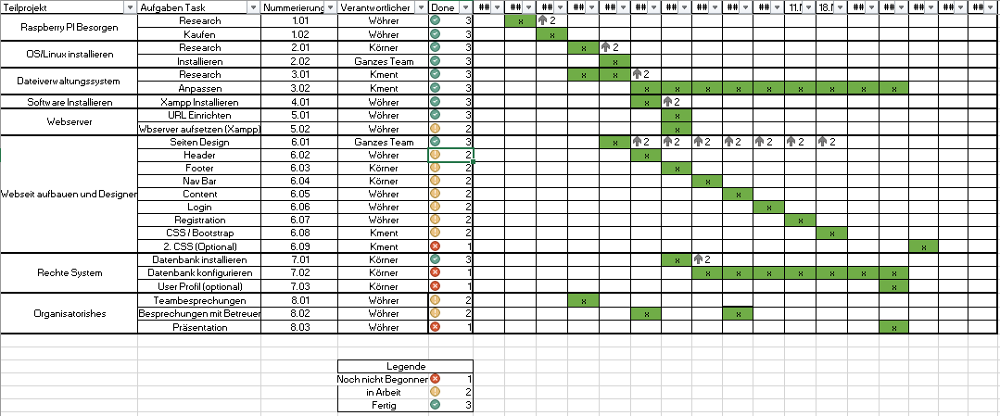 Teilprojekt Aufgaben Task Nummerierung Verantwortlicher Done ## ## ## ## ## ## ## ## ## ## 11.M 18.M ## ## ## ## ##
Raspberry PI Besorgen
Research 1.01 Wöhrer 3 x 2
Kaufen 1.02 Wöhrer 3 x
OS/Linux installieren
Research 2.01 Körner 3 x 2
Installieren 2.02 Ganzes Team 3 x
Dateiverwaltungssystem
Research 3.01 Kment 3 x x 2
Anpassen 3.02 Kment 3 x x x x x x x x x
Software Installieren Xampp Installieren 4.01 Wöhrer 3 x 2
Webserver
URL Einrichten 5.01 Wöhrer 3 x
Wbserver aufsetzen (Xampp) 5.02 Wöhrer 2 x
Webseit aufbauen und Designer
Seiten Design 6.01 Ganzes Team 3 x 2 2 2 2 2 2 2
Header 6.02 Wöhrer 2 x
Footer 6.03 Körner 2 x
Nav Bar 6.04 Körner 2 x
Content 6.05 Wöhrer 2 x
Login 6.06 Wöhrer 2 x
Registration 6.07 Wöhrer 2 x
CSS / Bootstrap 6.08 Kment 2 x
2. CSS (Optional) 6.09 Kment 1 x
Rechte System
Datenbank installieren 7.01 Körner 3 x 2
Datenbank konfigurieren 7.02 Körner 1 x x x x x x x
User Profil (optional) 7.03 Körner 1 x
Organisatorishes
Teambesprechungen 8.01 Wöhrer 2 x
Besprechungen mit Betreuer 8.02 Wöhrer 2 x x
Präsentation 8.03 Wöhrer 1 x
Legende
Noch nicht Begonnen 1
in Arbeit 2
Fertig 3